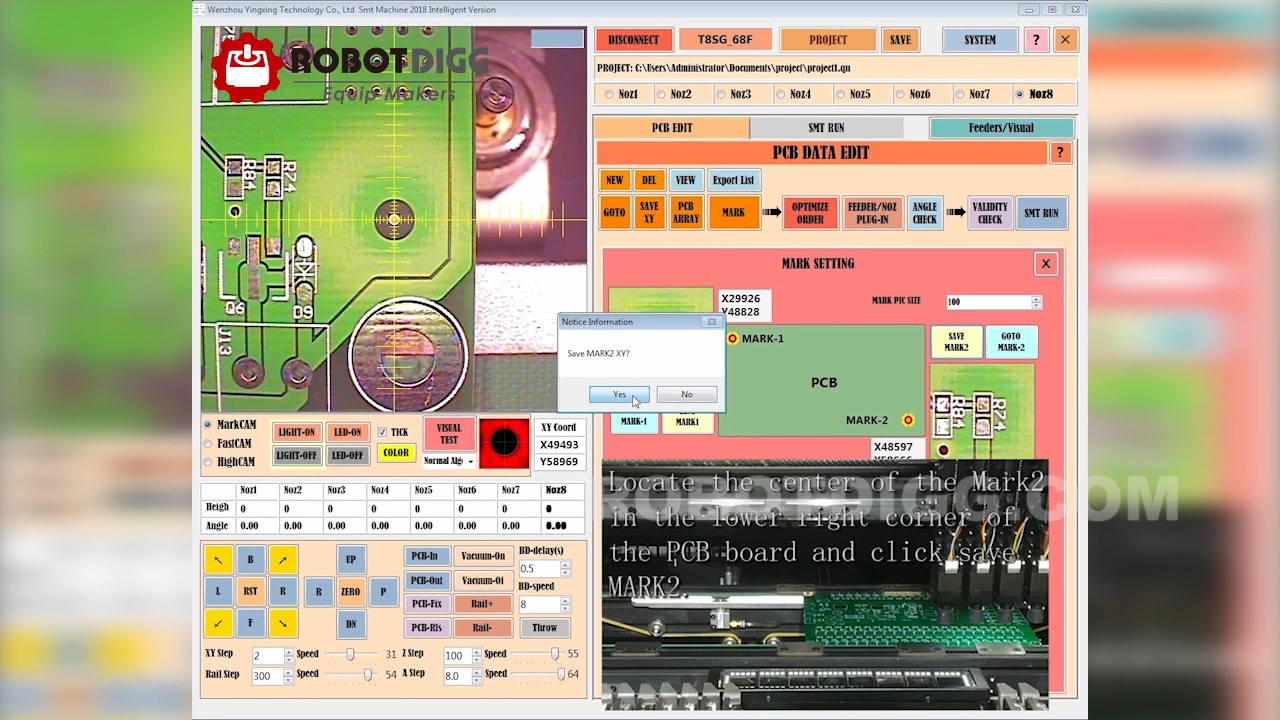 Wenzhou Yingxing Technology Co., Ltd Smt Machine 2018 Intelligent Version
ROBOTDIGG
Equip Makers
DISCONNECT
T8SG_68F
PROJECT
SAVE
SYSTEM
?
PROJECT: C:\Users\Administrator\Documents\project\project1.qn
Noz1
Noz2
Noz3
Noz4
Noz5
Noz6
Noz7
Noz8
PCB EDIT
SMT RUN
Feeders/Visual
PCB DATA EDIT
?
NEW
DEL
VIEW
Export List
GOTO
SAVE
XY
PCB
ARRAY
MARK
OPTIMIZE
ORDER
FEEDER/NOZ
PLUG-IN
ANGLE
CHECK
VALIDITY
CHECK
SMT RUN
MARK SETTING
X
X29926
Y48828
MARK PIC SIZE
100
Notice Information
Save MARK2 XY?
Yes
No
MARK-1
PCB
MARK-2
SAVE
MARK2
GOTO
MARK-2
MARK-1
MARK1
X48597
R84
R74
R84
R74
Q6
D9
J13
MarkCAM
FastCAM
HighCAM
LIGHT-ON
LED-ON
LIGHT-OFF
LED-OFF
TICK
COLOR
VISUAL
TEST
Normal Alg
XY Coord
X49493
Y58969
Noz1 Noz2 Noz3 Noz4 Noz5 Noz6 Noz7 Noz8
Heigh 0 0 0 0 0 0 0 0
Angle 0.00 0.00 0.00 0.00 0.00 0.00 0.00 0.00
B
L
RST
R
F
UP
R
ZERO
P
DN
PCB-In
Vacuum-On
PCB-Out
Vacuum-Of
PCB-Fix
Rail+
PCB-Rls
Rail-
BD-delay(s)
0.5
BD-speed
8
Throw
XY Step 2 Speed 31 Z Step 100 Speed 55
Rail Step 300 Speed 54 A Step 8.0 Speed 64
Locate the center of the Mark2
in the lower right corner of
the PCB board and click save
MARK2.
ROBOTDIGG.COM